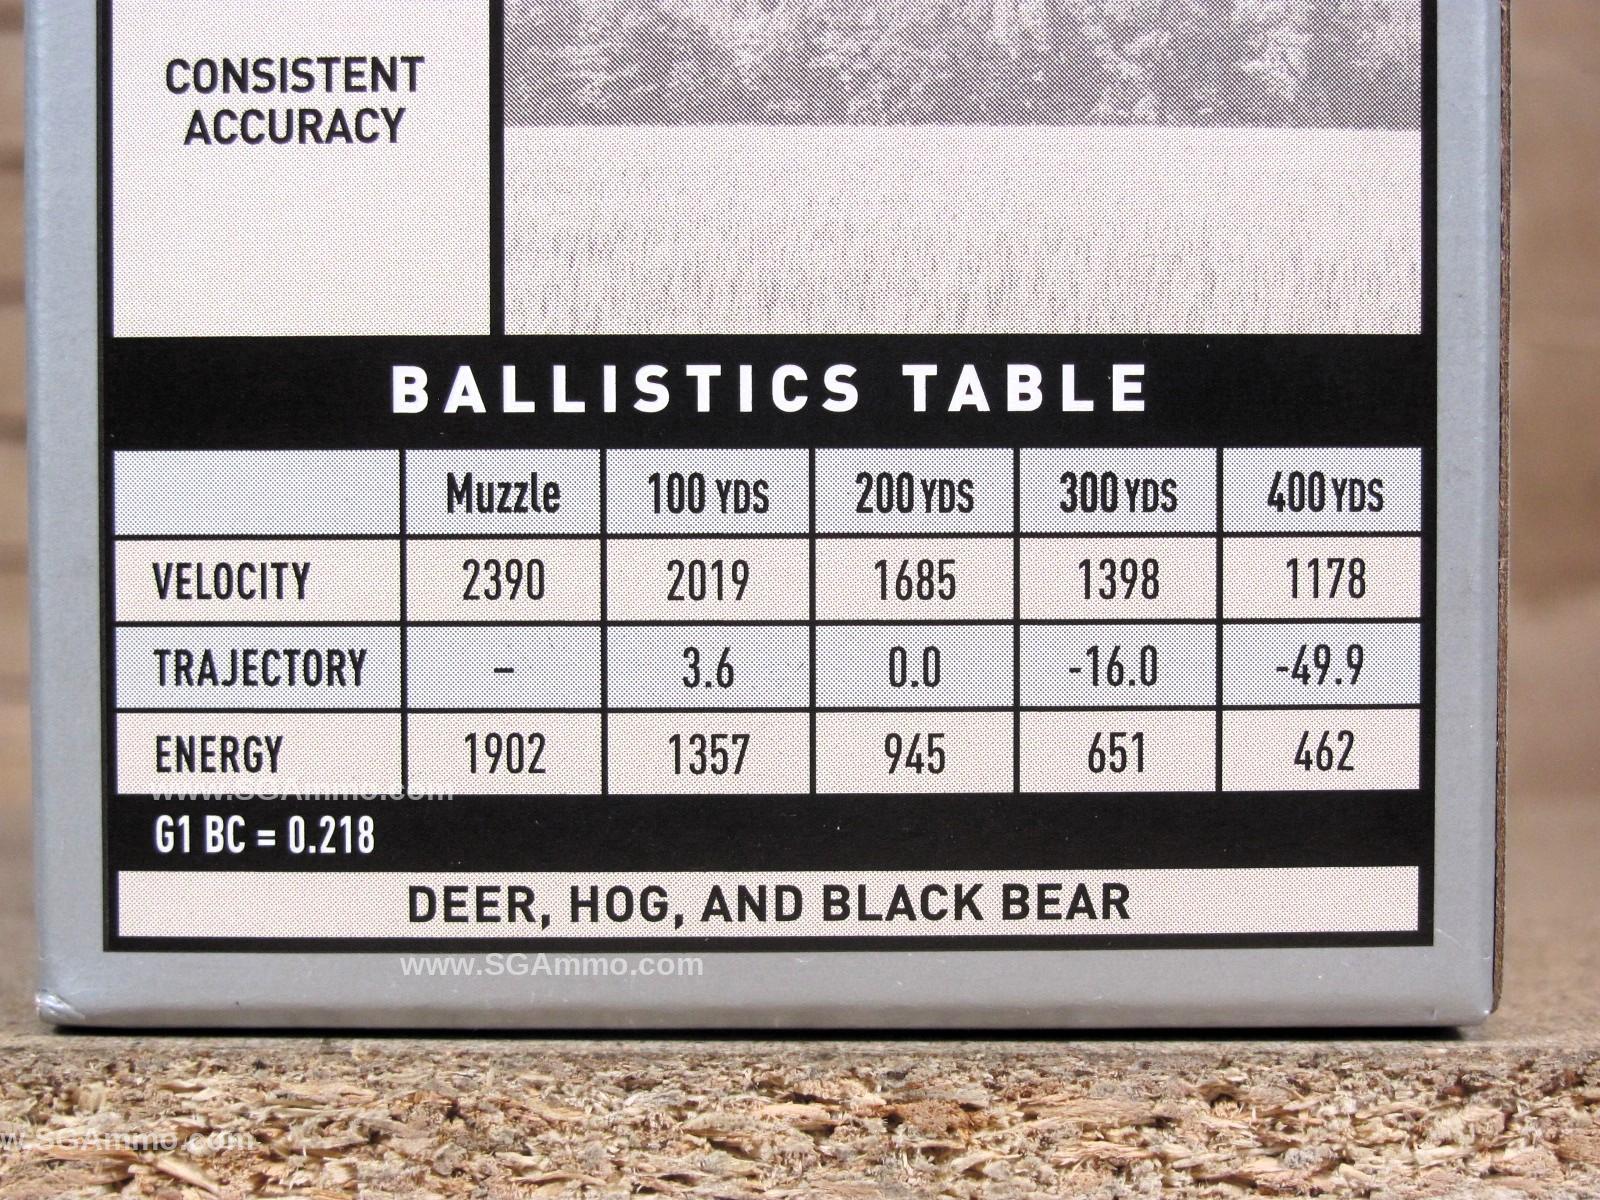 CONSISTENT
ACCURACY
BALLISTICS TABLE
Muzzle 100 YDS 200 YDS 300 YDS 400 YDS
VELOCITY 2390 2019 1685 1398 1178
TRAJECTORY – 3.6 0.0 -16.0 -49.9
ENERGY 1902 1357 945 651 462
www.SGAmmo.com
G1 BC = 0.218
DEER, HOG, AND BLACK BEAR
www.SGAmmo.com
w.SGAmmo.com